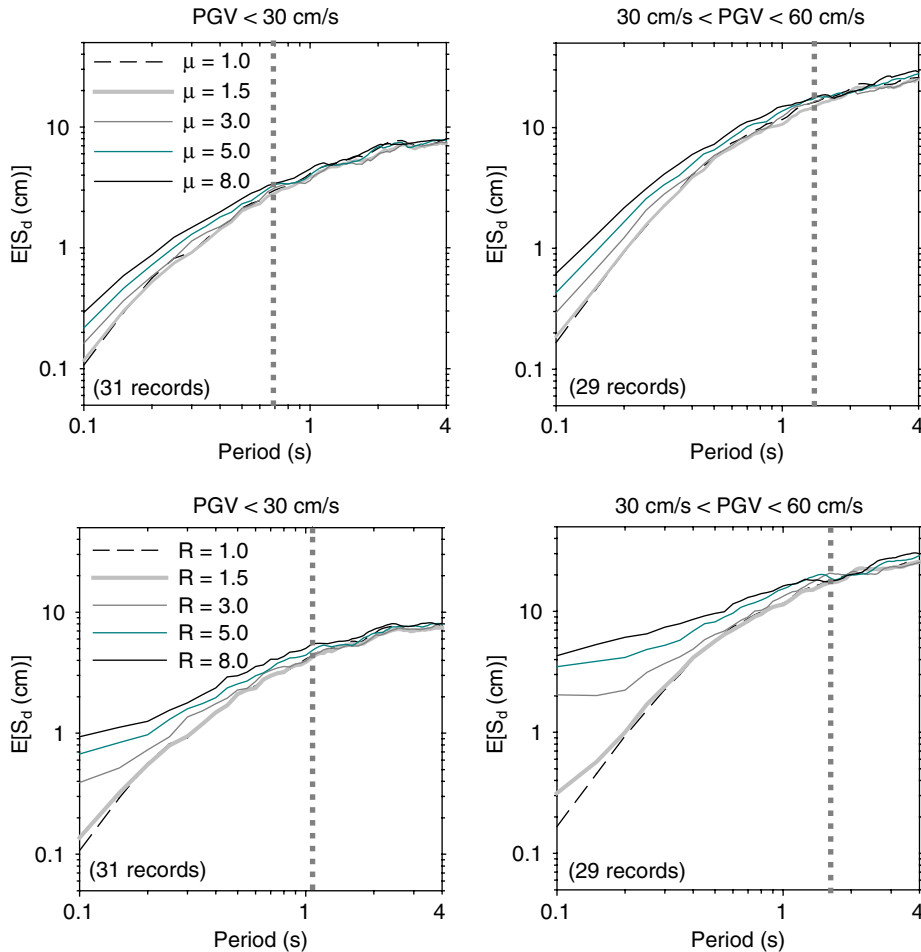 PGV < 30 cm/s
μ = 1.0
μ = 1.5
μ = 3.0
μ = 5.0
μ = 8.0
10
1
0.1
E[S_d (cm)]
(31 records)
0.1
1
4
Period (s)
30 cm/s < PGV < 60 cm/s
10
1
0.1
E[S_d (cm)]
(29 records)
0.1
1
4
Period (s)
PGV < 30 cm/s
R = 1.0
R = 1.5
R = 3.0
R = 5.0
R = 8.0
10
1
0.1
E[S_d (cm)]
(31 records)
0.1
1
4
Period (s)
30 cm/s < PGV < 60 cm/s
10
1
0.1
E[S_d (cm)]
(29 records)
0.1
1
4
Period (s)